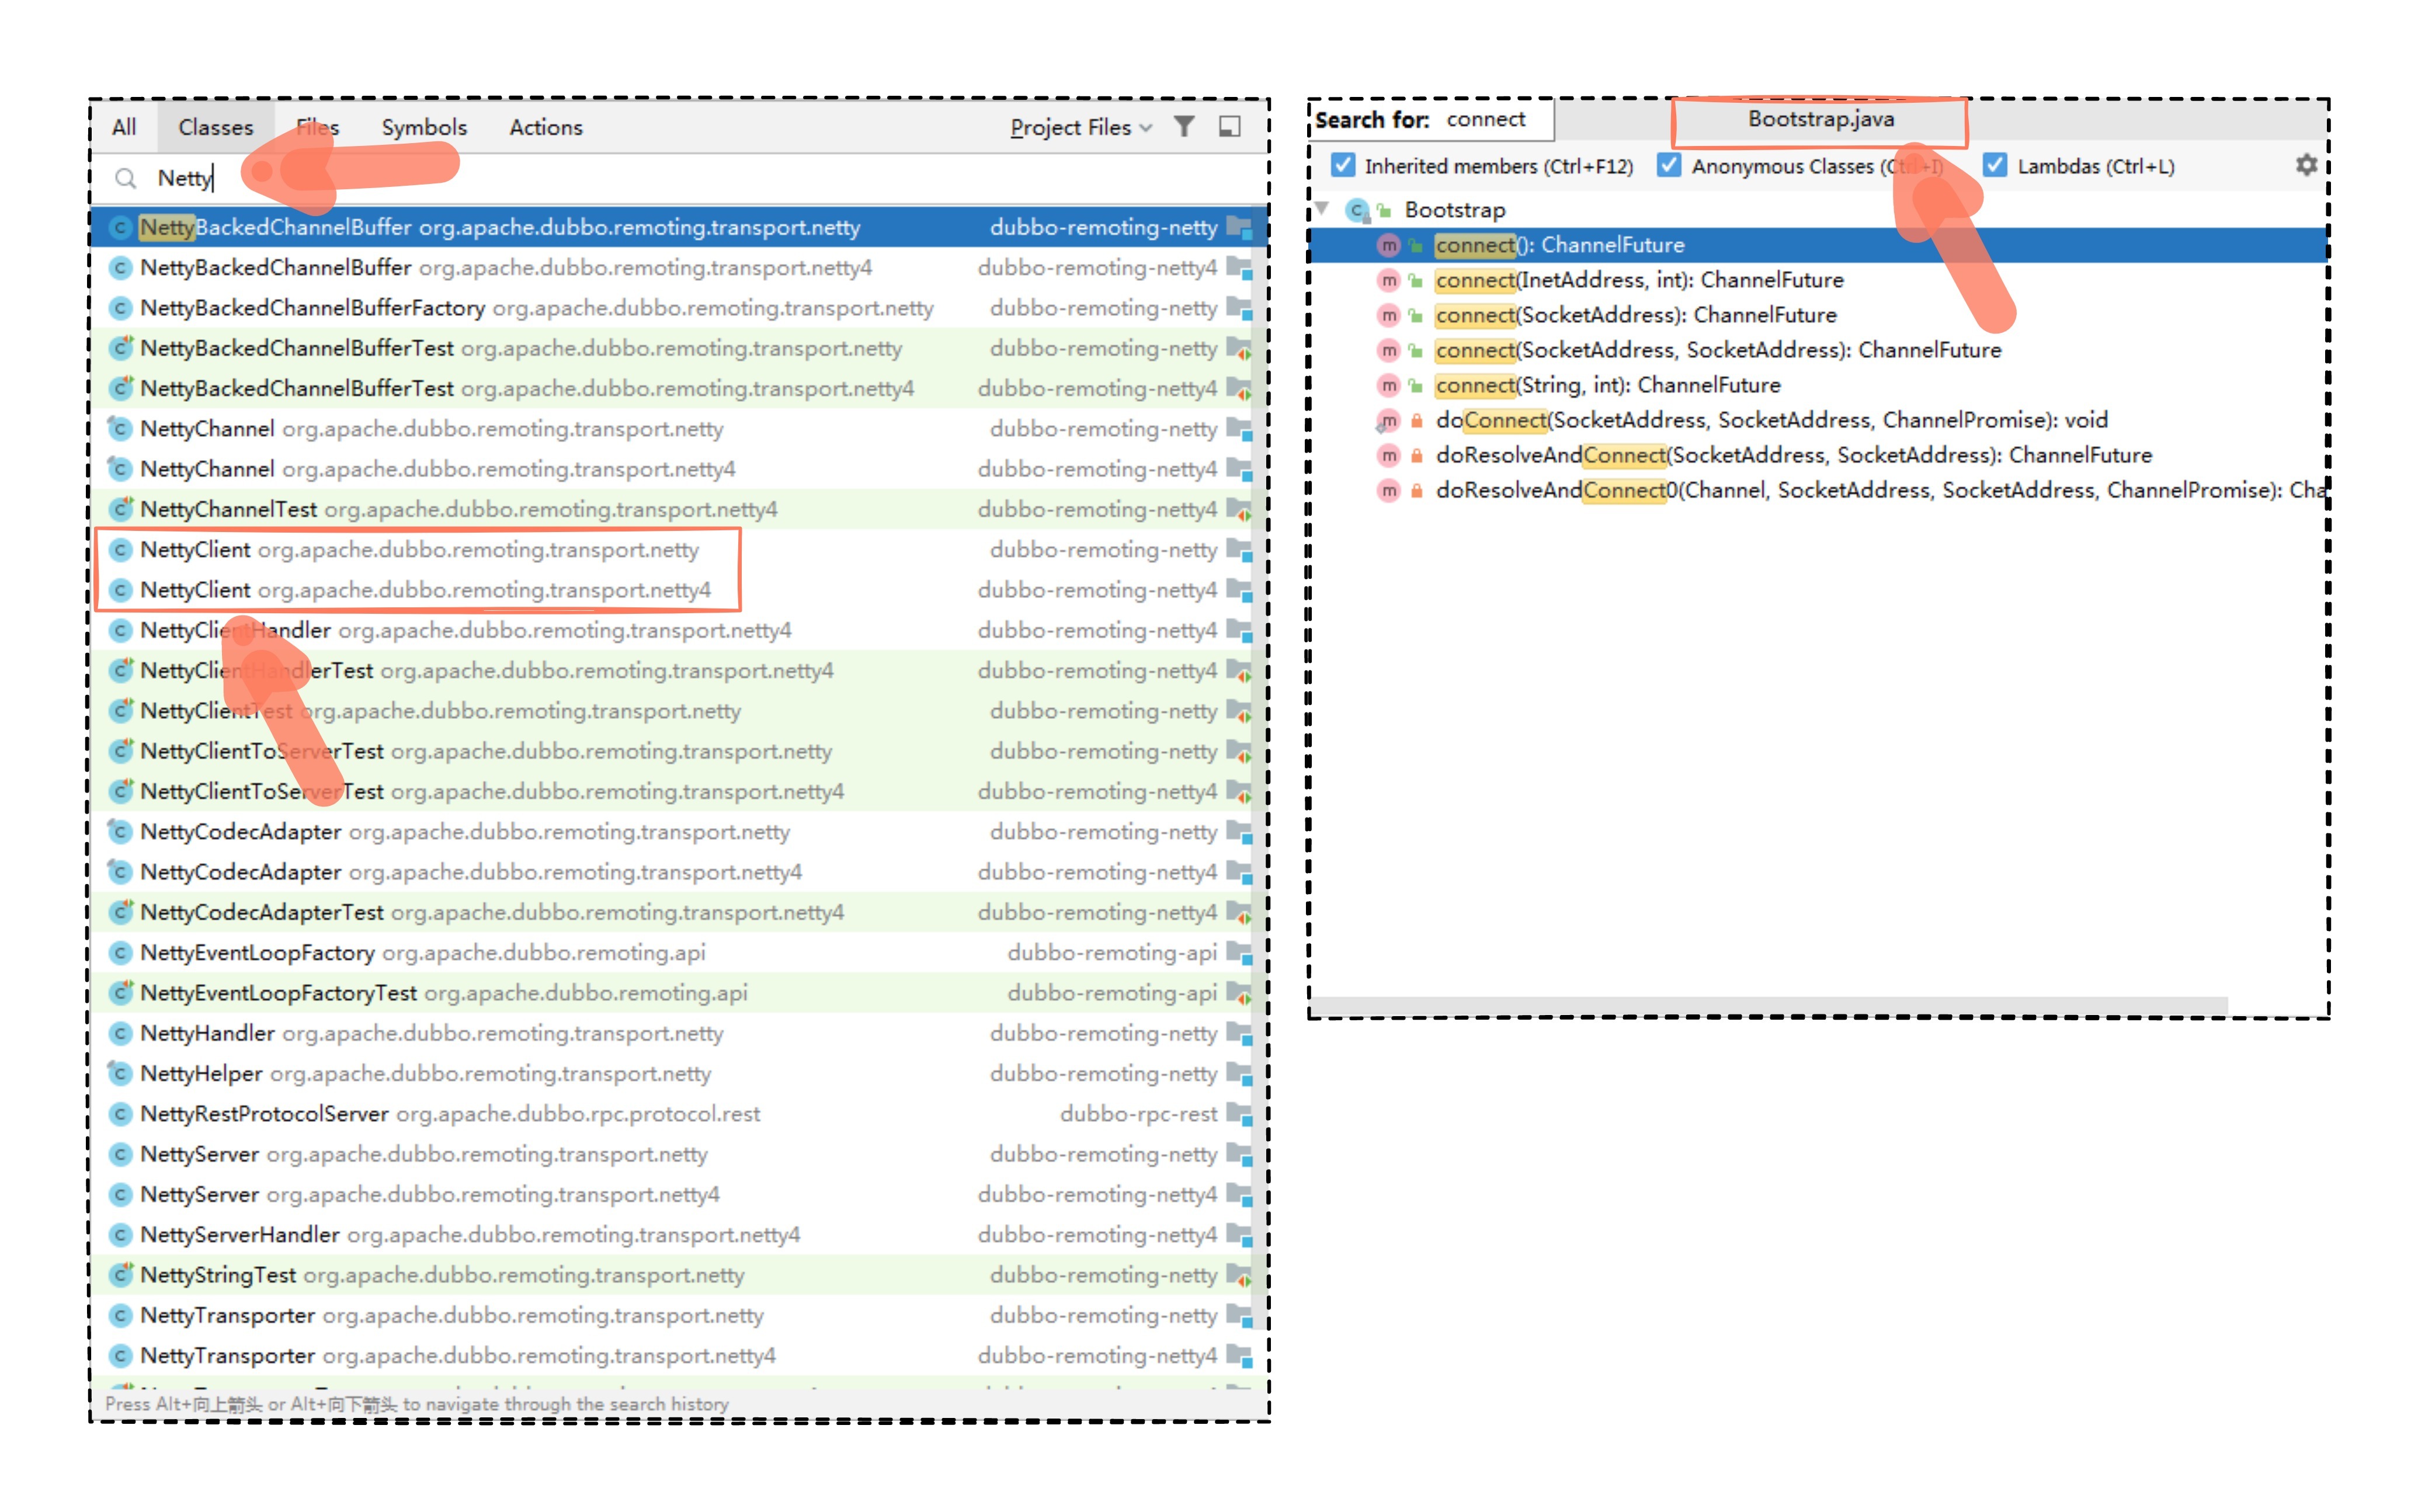 All Classes Files Symbols Actions Project Files
Netty
NettyBackedChannelBuffer org.apache.dubbo.remoting.transport.netty dubbo-remoting-netty
NettyBackedChannelBuffer org.apache.dubbo.remoting.transport.netty4 dubbo-remoting-netty4
NettyBackedChannelBufferFactory org.apache.dubbo.remoting.transport.netty dubbo-remoting-netty
NettyBackedChannelBufferTest org.apache.dubbo.remoting.transport.netty dubbo-remoting-netty
NettyBackedChannelBufferTest org.apache.dubbo.remoting.transport.netty4 dubbo-remoting-netty4
NettyChannel org.apache.dubbo.remoting.transport.netty dubbo-remoting-netty
NettyChannel org.apache.dubbo.remoting.transport.netty4 dubbo-remoting-netty4
NettyChannelTest org.apache.dubbo.remoting.transport.netty4 dubbo-remoting-netty4
NettyClient org.apache.dubbo.remoting.transport.netty dubbo-remoting-netty
NettyClient org.apache.dubbo.remoting.transport.netty4 dubbo-remoting-netty4
NettyClientHandler org.apache.dubbo.remoting.transport.netty4 dubbo-remoting-netty4
NettyClientHandlerTest org.apache.dubbo.remoting.transport.netty4 dubbo-remoting-netty4
NettyClientTest org.apache.dubbo.remoting.transport.netty dubbo-remoting-netty
NettyClientToServerTest org.apache.dubbo.remoting.transport.netty dubbo-remoting-netty
NettyClientToServerTest org.apache.dubbo.remoting.transport.netty4 dubbo-remoting-netty4
NettyCodecAdapter org.apache.dubbo.remoting.transport.netty dubbo-remoting-netty
NettyCodecAdapter org.apache.dubbo.remoting.transport.netty4 dubbo-remoting-netty4
NettyCodecAdapterTest org.apache.dubbo.remoting.transport.netty4 dubbo-remoting-netty4
NettyEventLoopFactory org.apache.dubbo.remoting.api dubbo-remoting-api
NettyEventLoopFactoryTest org.apache.dubbo.remoting.api dubbo-remoting-api
NettyHandler org.apache.dubbo.remoting.transport.netty dubbo-remoting-netty
NettyHelper org.apache.dubbo.remoting.transport.netty dubbo-remoting-netty
NettyRestProtocolServer org.apache.dubbo.rpc.protocol.rest dubbo-rpc-rest
NettyServer org.apache.dubbo.remoting.transport.netty dubbo-remoting-netty
NettyServer org.apache.dubbo.remoting.transport.netty4 dubbo-remoting-netty4
NettyServerHandler org.apache.dubbo.remoting.transport.netty4 dubbo-remoting-netty4
NettyStringTest org.apache.dubbo.remoting.transport.netty dubbo-remoting-netty
NettyTransporter org.apache.dubbo.remoting.transport.netty dubbo-remoting-netty
NettyTransporter org.apache.dubbo.remoting.transport.netty4 dubbo-remoting-netty4
Press Alt+向上箭头 or Alt+向下箭头 to navigate through the search history
Search for: connect Bootstrap.java
Inherited members (Ctrl+F12) Anonymous Classes (Ctrl+I) Lambdas (Ctrl+L)
Bootstrap
connect(): ChannelFuture
connect(InetAddress, int): ChannelFuture
connect(SocketAddress): ChannelFuture
connect(SocketAddress, SocketAddress): ChannelFuture
connect(String, int): ChannelFuture
doConnect(SocketAddress, SocketAddress, ChannelPromise): void
doResolveAndConnect(SocketAddress, SocketAddress): ChannelFuture
doResolveAndConnect0(Channel, SocketAddress, SocketAddress, ChannelPromise): Cha